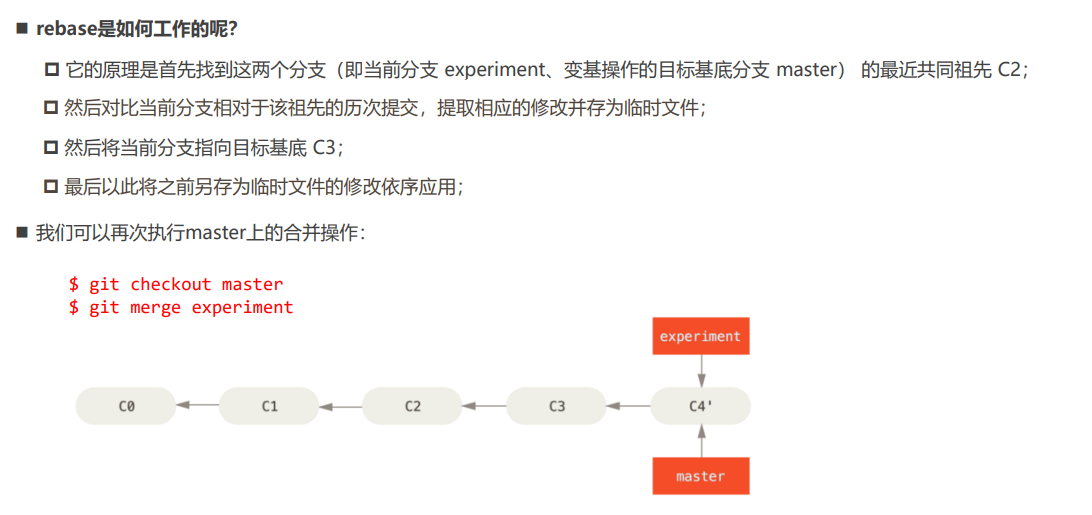 rebase是如何工作的呢？
它的原理是首先找到这两个分支（即当前分支 experiment、变基操作的目标基底分支 master） 的最近共同祖先 C2；
然后对比当前分支相对于该祖先的历次提交，提取相应的修改并存为临时文件；
然后将当前分支指向目标基底 C3；
最后以此将之前另存为临时文件的修改依序应用；
我们可以再次执行master上的合并操作：
$ git checkout master
$ git merge experiment
experiment
C0 C1 C2 C3 C4'
master